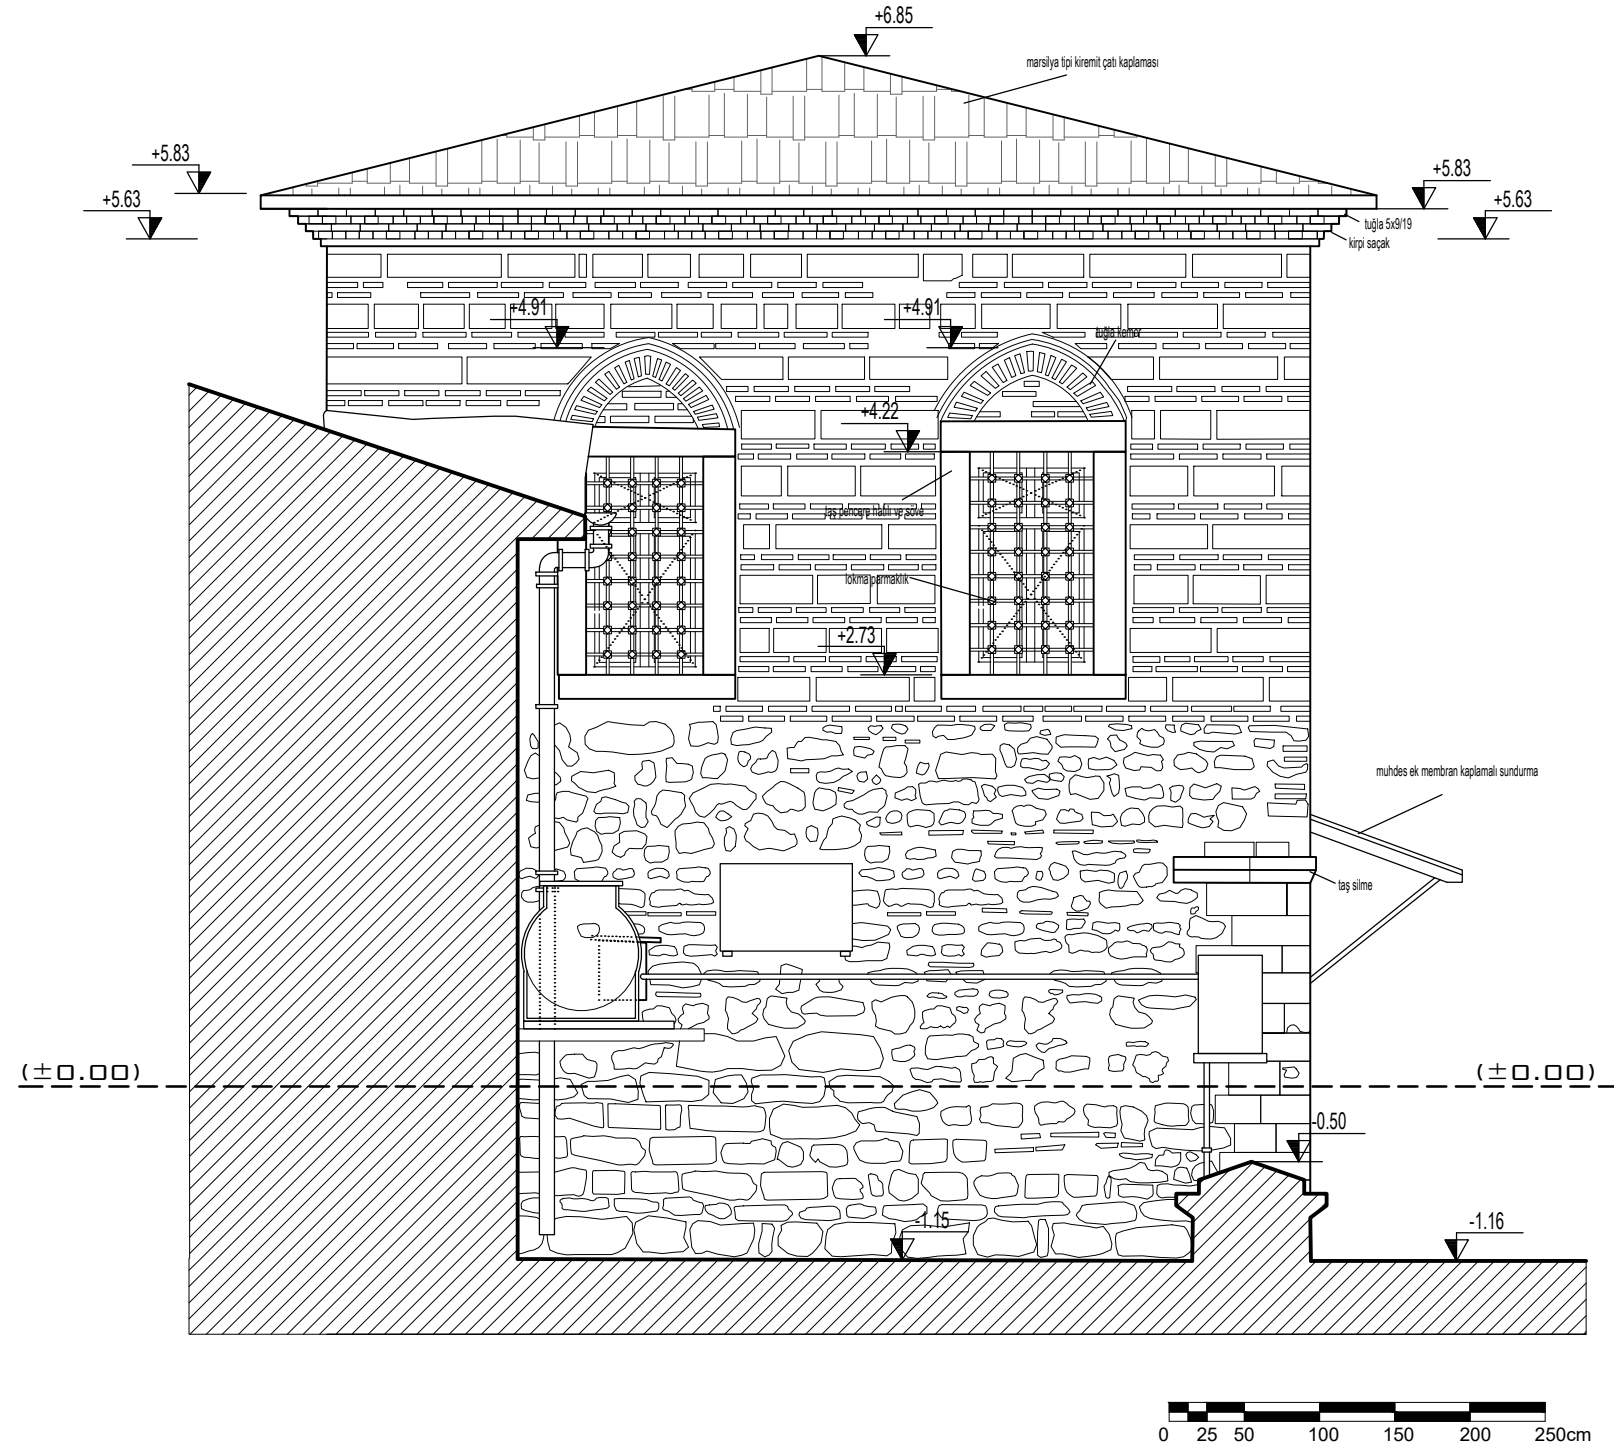 +6.85
marsilya tipi kiremit çatı kaplaması
+5.83
+5.83
+5.63
+5.63
tuğla 5x9/19
kirpi saçak
+4.91
+4.91
tuğla kemer
+4.22
taş pencere hatılı ve söve
lokma parmaklık
+2.73
muhdes ek membran kaplamalı sundurma
taş silme
(±0.00)
(±0.00)
-0.50
-1.15
-1.16
0 25 50 100 150 200 250cm